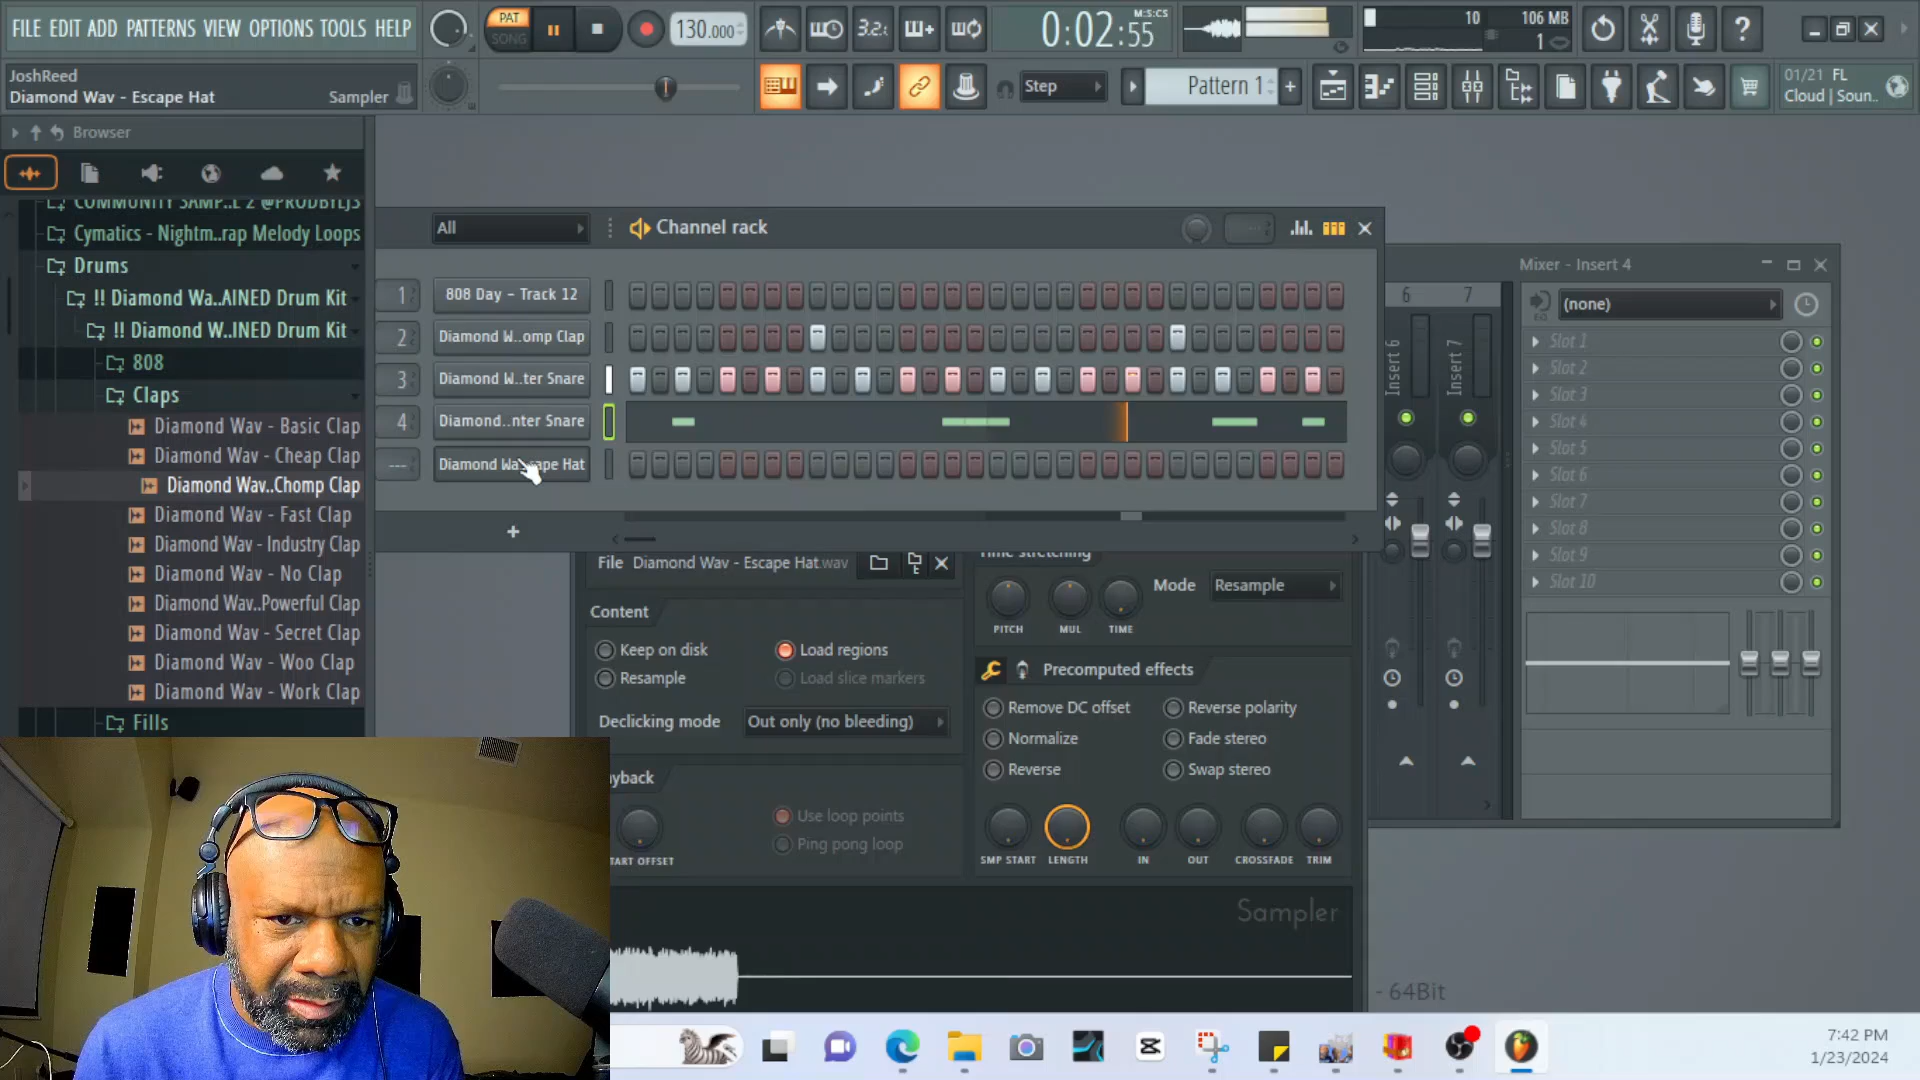 FILE EDIT ADD PATTERNS VIEW OPTIONS TOOLS HELP
PAT
SONG
130.000
3.2
0:02:55
M:S:CS
10
106 MB
1
JoshReed
Diamond Wav - Escape Hat
Sampler
Step
Pattern 1
+
01/21 FL
Cloud | Soun..
Browser
Cymatics - Nightm..rap Melody Loops
Drums
!! Diamond Wa..AINED Drum Kit
!! Diamond W..INED Drum Kit
808
Claps
Diamond Wav - Basic Clap
Diamond Wav - Cheap Clap
Diamond Wav..Chomp Clap
Diamond Wav - Fast Clap
Diamond Wav - Industry Clap
Diamond Wav - No Clap
Diamond Wav..Powerful Clap
Diamond Wav - Secret Clap
Diamond Wav - Woo Clap
Diamond Wav - Work Clap
Fills
All
Channel rack
1
808 Day - Track 12
2
Diamond W..omp Clap
3
Diamond W..ter Snare
4
Diamond..nter Snare
---
+
File Diamond Wav - Escape Hat.wav
Content
Keep on disk
Load regions
Resample
Load slice markers
Declicking mode
Out only (no bleeding)
START OFFSET
Use loop points
Ping pong loop
Time stretching
PITCH
MUL
TIME
Mode
Resample
Precomputed effects
Remove DC offset
Reverse polarity
Normalize
Fade stereo
Reverse
Swap stereo
SMP START
LENGTH
IN
OUT
CROSSFADE
TRIM
Sampler
- 64Bit
6
7
Insert 6
Insert 7
Mixer - Insert 4
(none)
Slot 1
Slot 2
Slot 3
Slot 4
Slot 5
Slot 6
Slot 7
Slot 8
Slot 9
Slot 10
7:42 PM
1/23/2024